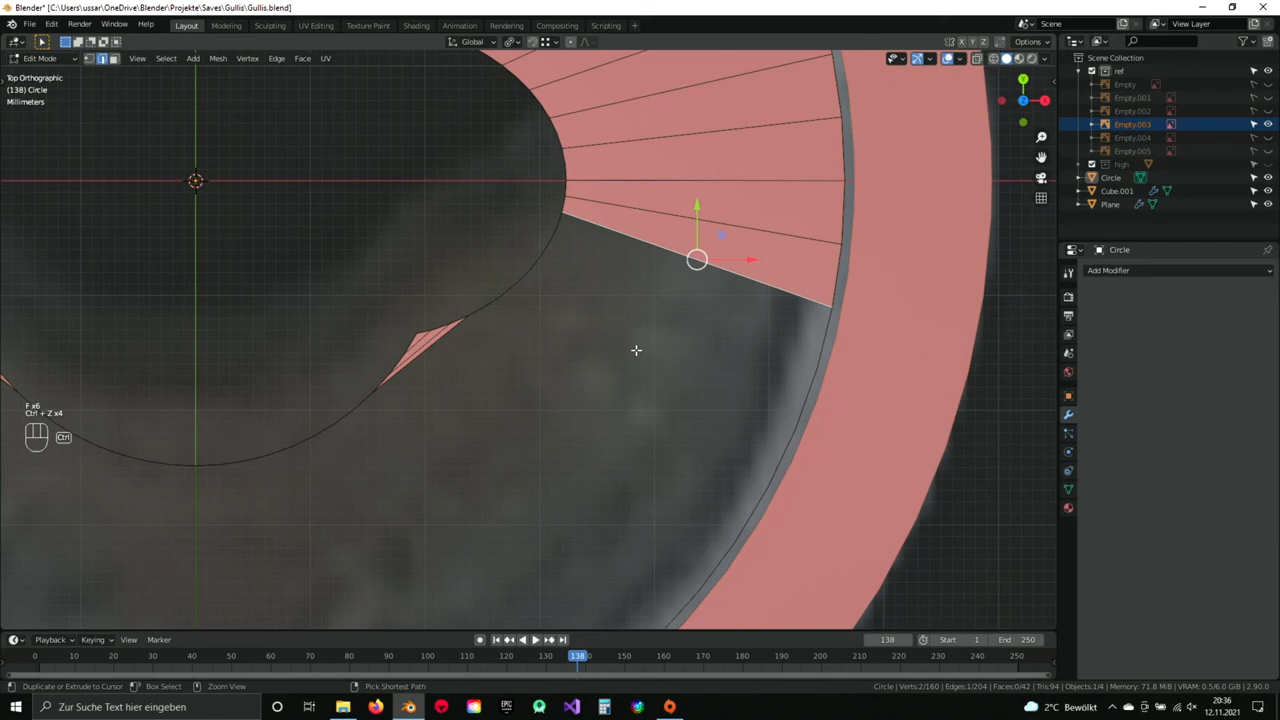 Blender* [C:\Users\ussar\OneDrive\Blender\Projekte\Saves\Gullis\Gullis.blend]
File Edit Render Window Help Layout Modeling Sculpting UV Editing Texture Paint Shading Animation Rendering Compositing Scripting + Scene View Layer
Global X Y Z Options
Edit Mode View Select Add Mesh Vertex Edge Face UV
Top Orthographic
(138) Circle
Millimeters
Scene Collection
ref
Empty
Empty.001
Empty.002
Empty.003
Empty.004
Empty.005
high
Circle
Cube.001
Plane
Y
Z
X
Circle
Add Modifier
F x6
Ctrl + Z x4
Ctrl
Playback Keying View Marker 138 Start 1 End 250
0 10 20 30 40 50 60 70 80 90 100 110 120 130 138 150 160 170 180 190 200 210 220 230 240 250
Duplicate or Extrude to Cursor Box Select Zoom View Pick Shortest Path Circle | Verts:2/160 | Edges:1/204 | Faces:0/42 | Tris:94 | Objects:1/4 | Memory: 71.8 MiB | VRAM: 0.5/6.0 GiB | 2.90.0
Zur Suche Text hier eingeben
EPIC
2°C Bewölkt
20:36
12.11.2021